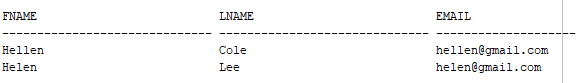 FNAME LNAME EMAIL
------------------------------ ------------------------------ --------------------
Hellen Cole hellen@gmail.com
Helen Lee helen@gmail.com